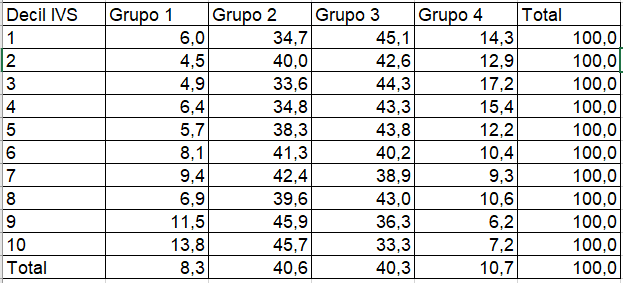 Decil IVS Grupo 1 Grupo 2 Grupo 3 Grupo 4 Total
1 6,0 34,7 45,1 14,3 100,0
2 4,5 40,0 42,6 12,9 100,0
3 4,9 33,6 44,3 17,2 100,0
4 6,4 34,8 43,3 15,4 100,0
5 5,7 38,3 43,8 12,2 100,0
6 8,1 41,3 40,2 10,4 100,0
7 9,4 42,4 38,9 9,3 100,0
8 6,9 39,6 43,0 10,6 100,0
9 11,5 45,9 36,3 6,2 100,0
10 13,8 45,7 33,3 7,2 100,0
Total 8,3 40,6 40,3 10,7 100,0